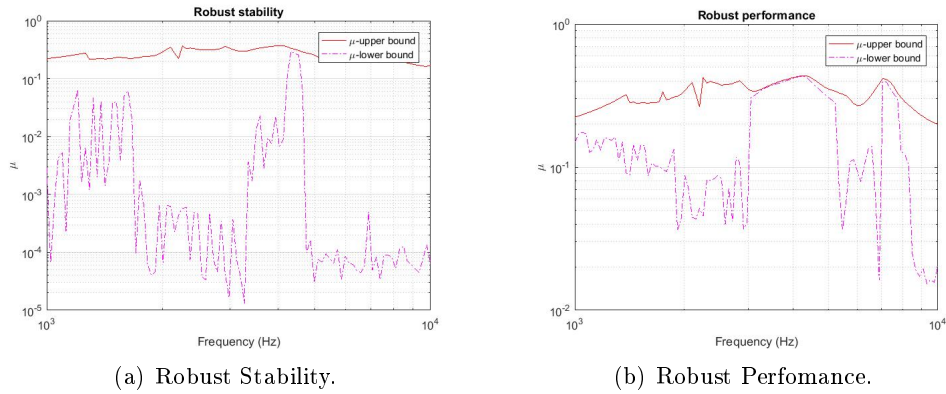 Robust stability
μ-upper bound
μ-lower bound
10^0
10^-1
10^-2
10^-3
10^-4
10^-5
μ
10^3
10^4
Frequency (Hz)
(a) Robust Stability.
Robust performance
μ-upper bound
μ-lower bound
10^0
10^-1
10^-2
μ
10^3
10^4
Frequency (Hz)
(b) Robust Perfomance.